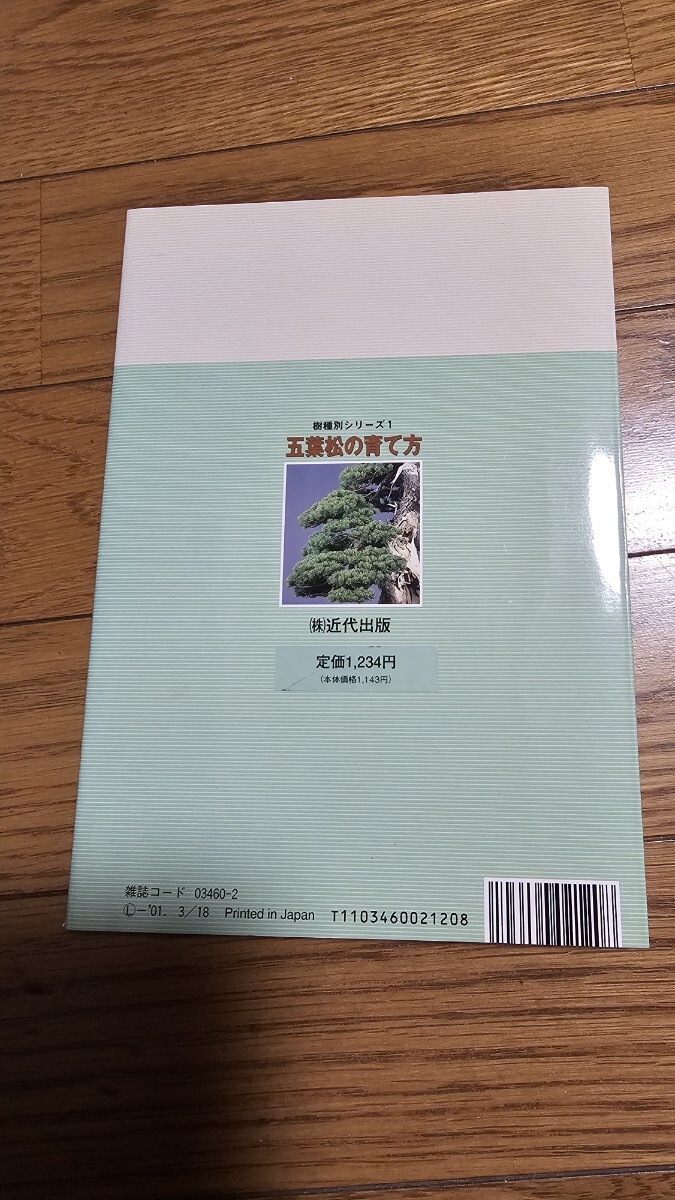 樹種別シリーズ1
五葉松の育て方
㈱近代出版
定価1,234円
(本体価格1,143円)
雑誌コード 03460-2
Ⓛ-'01. 3/18 Printed in Japan T1103460021208